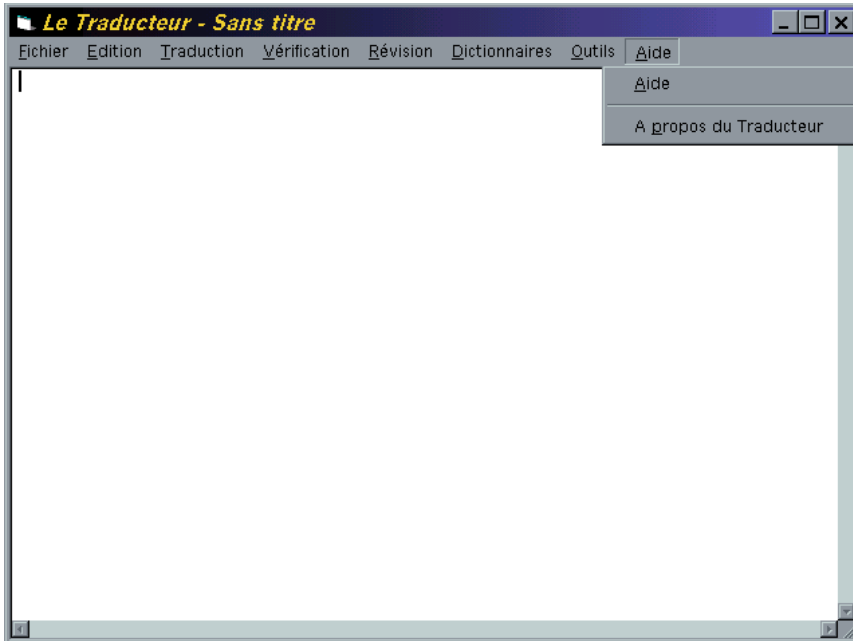 Le Traducteur - Sans titre
Fichier Edition Traduction Vérification Révision Dictionnaires Outils Aide
Aide
A propos du Traducteur